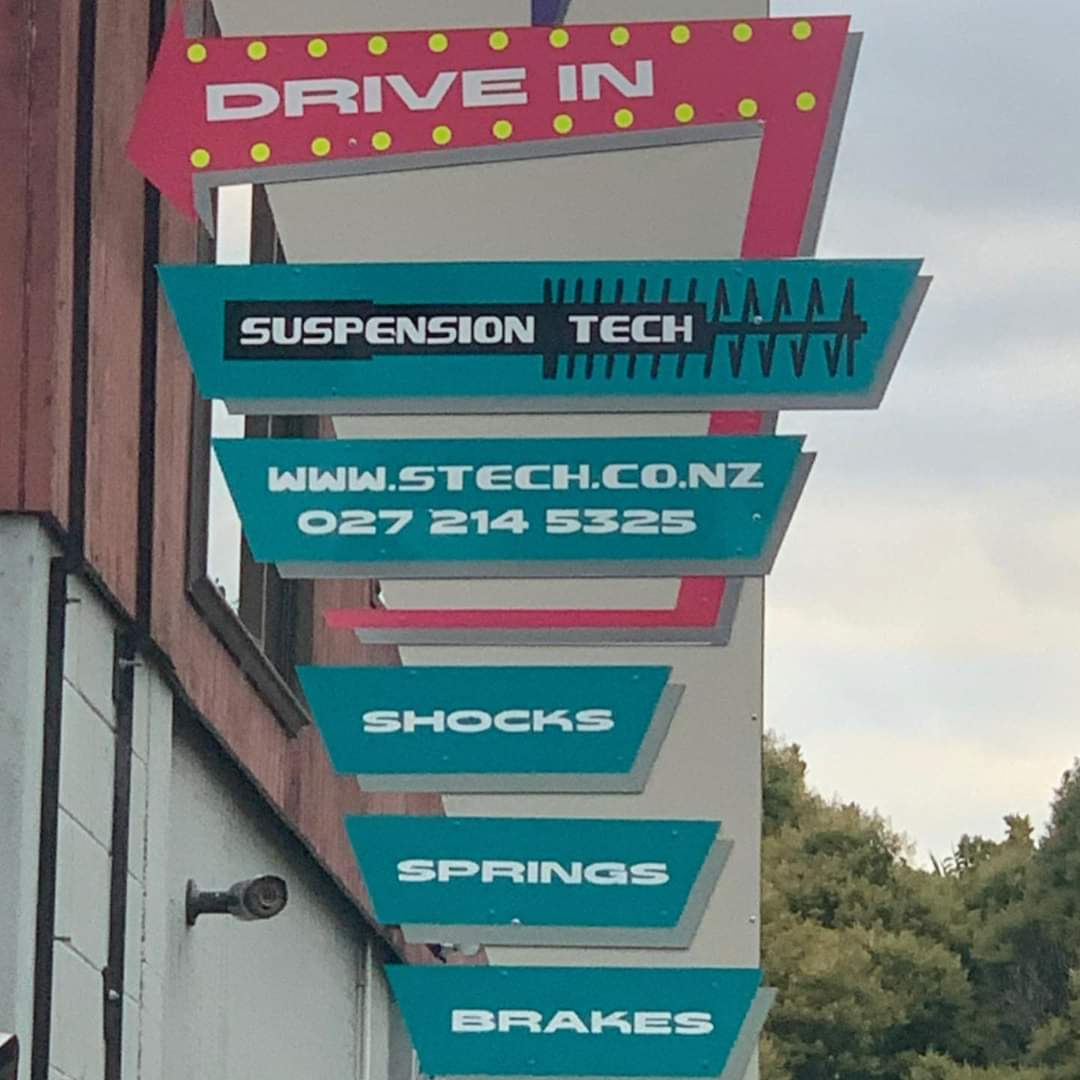 DRIVE IN
SUSPENSION TECH
WWW.STECH.CO.NZ
027 214 5325
SHOCKS
SPRINGS
BRAKES